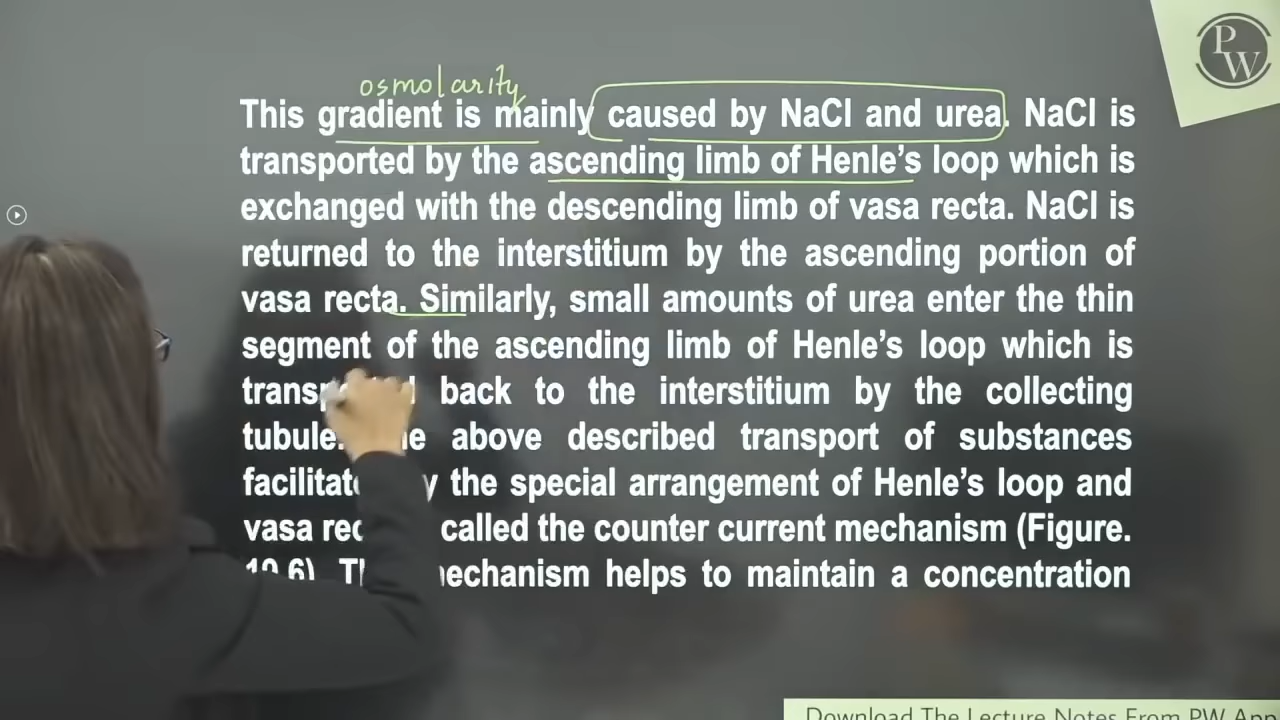 PW
osmolarity
This gradient is mainly caused by NaCl and urea. NaCl is
transported by the ascending limb of Henle's loop which is
exchanged with the descending limb of vasa recta. NaCl is
returned to the interstitium by the ascending portion of
vasa recta. Similarly, small amounts of urea enter the thin
segment of the ascending limb of Henle's loop which is
back to the interstitium by the collecting
tubule. above described transport of substances
the special arrangement of Henle's loop and
vasa called the counter current mechanism (Figure.
10.6). mechanism helps to maintain a concentration
Download The Lecture Notes From PW App